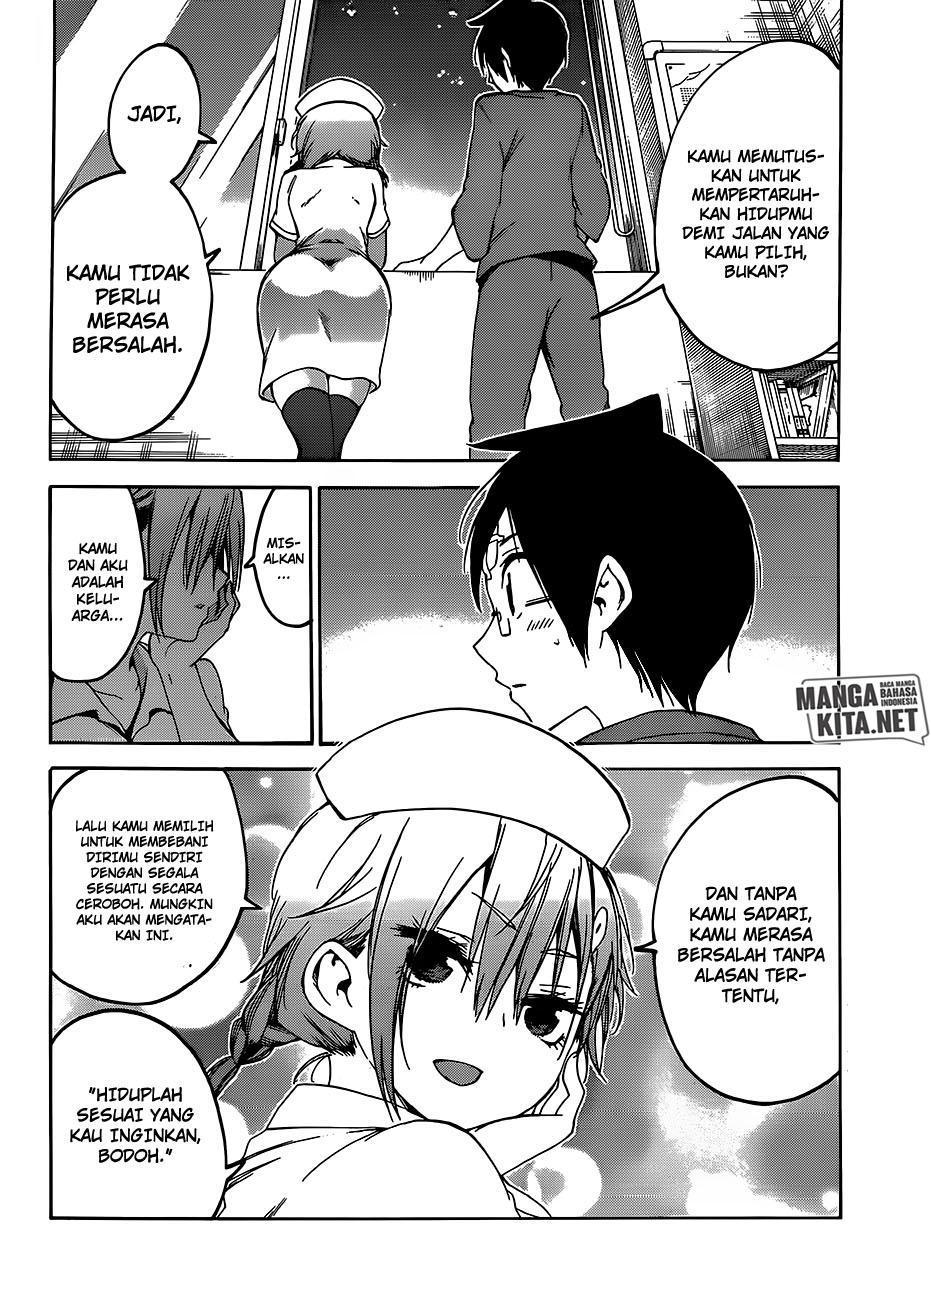 KAMU MEMUTUS-
KAN UNTUK
MEMPERTARUH-
KAN HIDUPMU
DEMI JALAN YANG
KAMU PILIH,
BUKAN?
JADI,
KAMU TIDAK
PERLU
MERASA
BERSALAH.
MIS-
ALKAN
...
KAMU
DAN AKU
ADALAH
KELU-
ARGA...
MANGA
KITA.NET
BACA MANGA
BAHASA
INDONESIA
DAN TANPA
KAMU SADARI,
KAMU MERASA
BERSALAH TANPA
ALASAN TER-
TENTU,
LALU KAMU MEMILIH
UNTUK MEMBEBANI
DIRIMU SENDIRI
DENGAN SEGALA
SESUATU SECARA
CEROBOH. MUNGKIN
AKU AKAN MENGATA-
KAN INI.
"HIDUPLAH
SESUAI YANG
KAU INGINKAN,
BODOH."